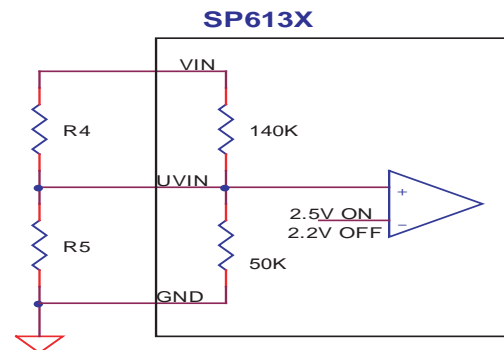 SP613X
VIN
R4
140K
UVIN
+
2.5V ON
−
2.2V OFF
R5
50K
GND